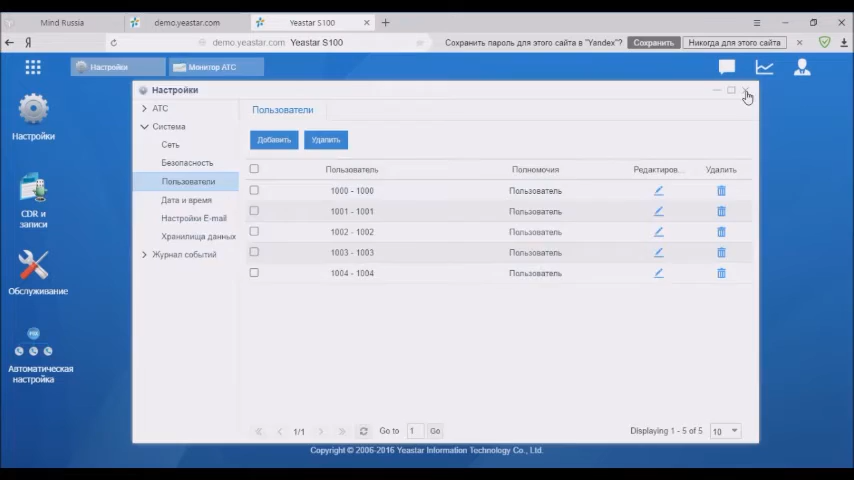 Mind Russia
demo.yeastar.com
Yeastar S100
Я
demo.yeastar.com Yeastar S100
Сохранить пароль для этого сайта в "Yandex"?
Сохранить
Никогда для этого сайта
Настройки
Монитор АТС
Настройки
CDR и
записи
Обслуживание
Автоматическая
настройка
Настройки
АТС
Система
Сеть
Безопасность
Пользователи
Дата и время
Настройки E-mail
Хранилища данных
Журнал событий
Пользователи
Добавить
Удалить
Пользователь
Полномочия
Редактиров...
Удалить
1000 - 1000
Пользователь
1001 - 1001
Пользователь
1002 - 1002
Пользователь
1003 - 1003
Пользователь
1004 - 1004
Пользователь
1/1
Go to
1
Go
Displaying 1 - 5 of 5
10
Copyright © 2006-2016 Yeastar Information Technology Co., Ltd.